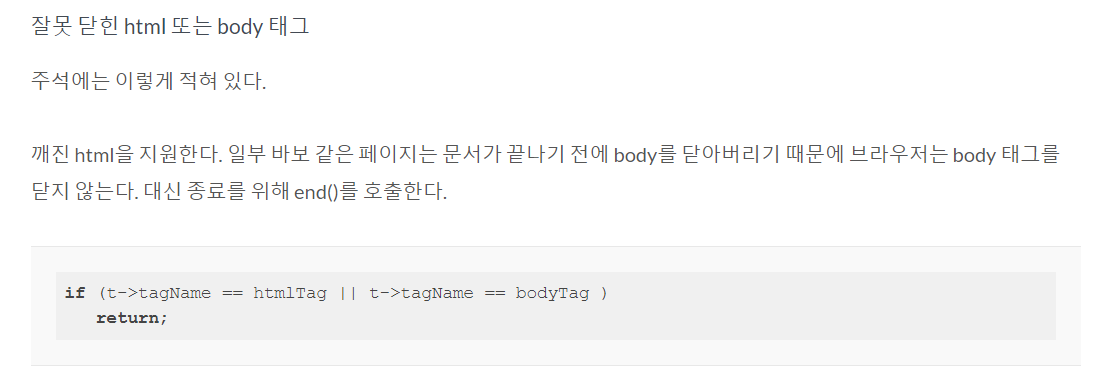 잘못 닫힌 html 또는 body 태그
주석에는 이렇게 적혀 있다.
깨진 html을 지원한다. 일부 바보 같은 페이지는 문서가 끝나기 전에 body를 닫아버리기 때문에 브라우저는 body 태그를
닫지 않는다. 대신 종료를 위해 end()를 호출한다.
if (t->tagName == htmlTag || t->tagName == bodyTag )
return;